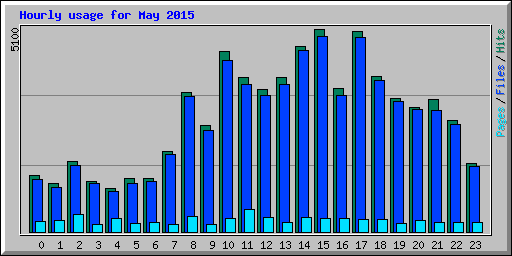 Hourly usage for May 2015
5100
Pages/Files/Hits
0 1 2 3 4 5 6 7 8 9 10 11 12 13 14 15 16 17 18 19 20 21 22 23